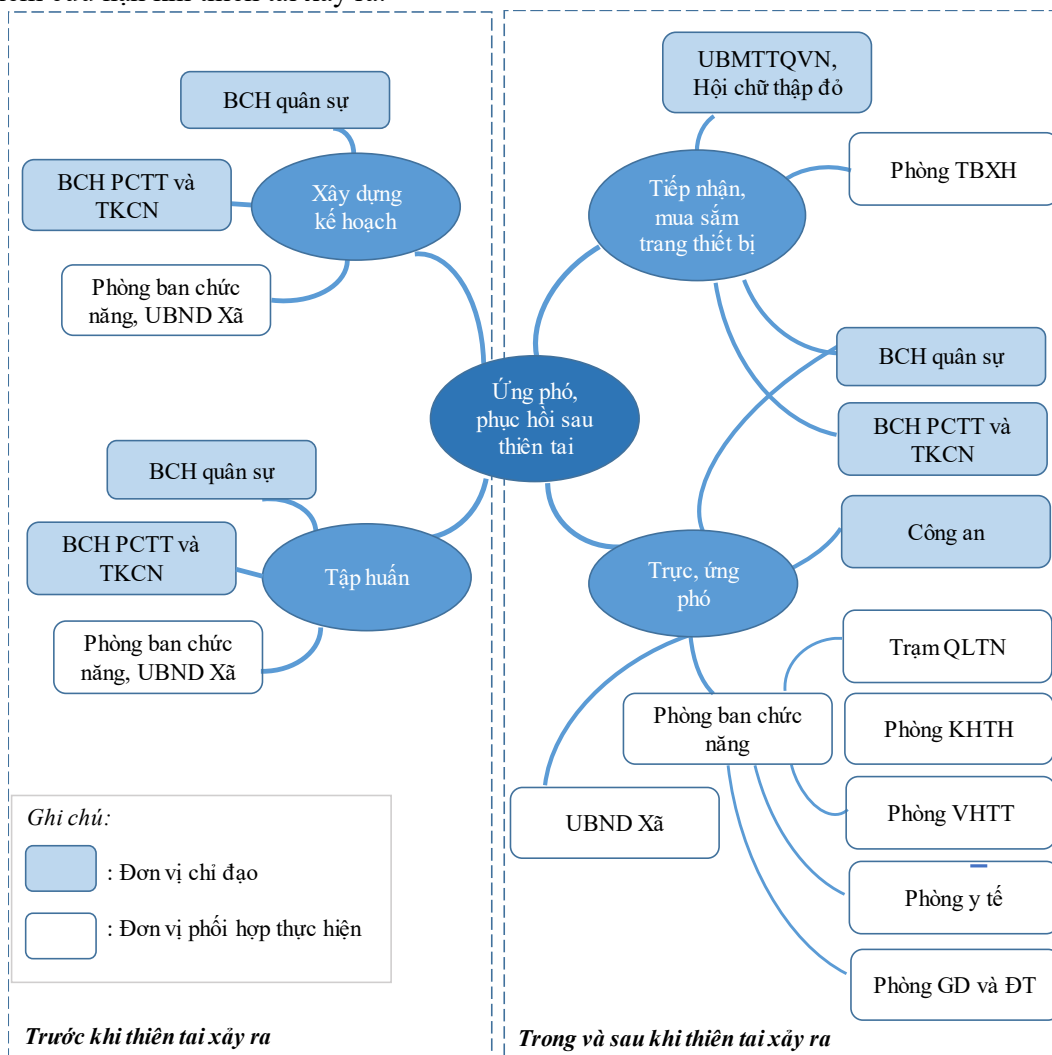 BCH quân sự
BCH PCTT và
TKCN
Phòng ban chức
năng, UBND Xã
Xây dựng
kế hoạch
BCH quân sự
BCH PCTT và
TKCN
Phòng ban chức
năng, UBND Xã
Tập huấn
Ứng phó,
phục hồi sau
thiên tai
UBMTTQVN,
Hội chữ thập đỏ
Phòng TBXH
Tiếp nhận,
mua sắm
trang thiết bị
BCH quân sự
BCH PCTT và
TKCN
Công an
Trực, ứng
phó
Trạm QLTN
Phòng ban chức
năng
Phòng KHTH
UBND Xã
Phòng VHTT
Phòng y tế
Phòng GD và ĐT
Ghi chú:
: Đơn vị chỉ đạo
: Đơn vị phối hợp thực hiện
Trước khi thiên tai xảy ra
Trong và sau khi thiên tai xảy ra